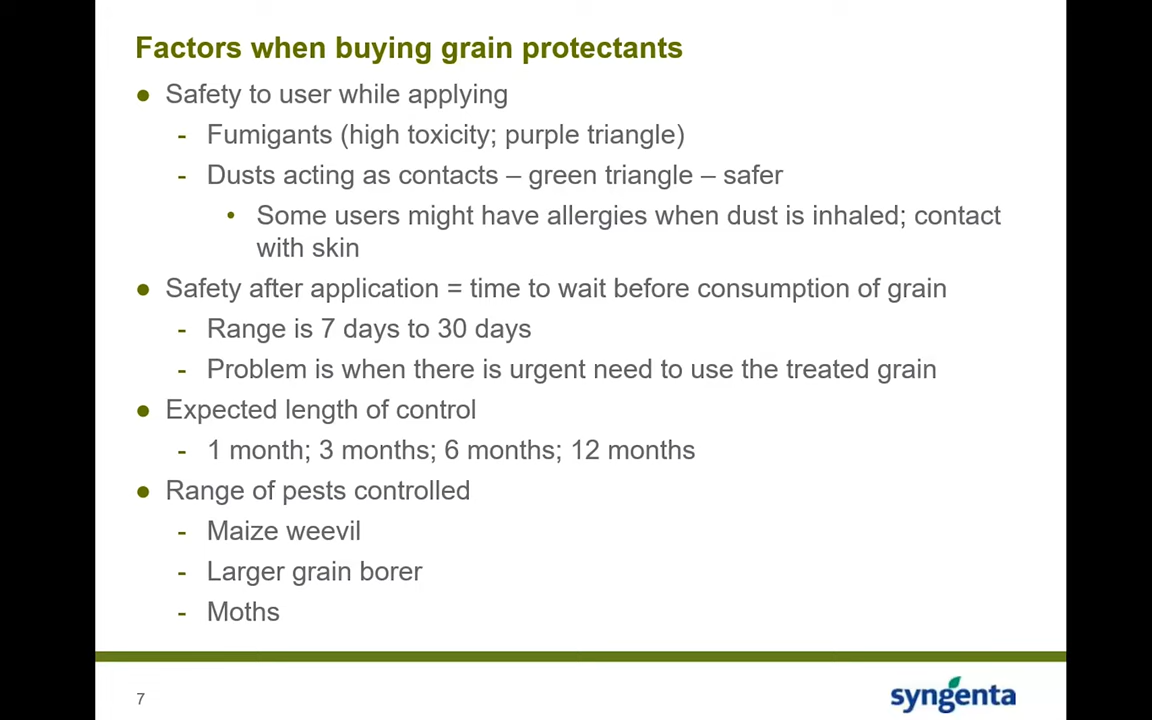 Factors when buying grain protectants
● Safety to user while applying
- Fumigants (high toxicity; purple triangle)
- Dusts acting as contacts – green triangle – safer
• Some users might have allergies when dust is inhaled; contact
with skin
● Safety after application = time to wait before consumption of grain
- Range is 7 days to 30 days
- Problem is when there is urgent need to use the treated grain
● Expected length of control
- 1 month; 3 months; 6 months; 12 months
● Range of pests controlled
- Maize weevil
- Larger grain borer
- Moths
7
syngenta